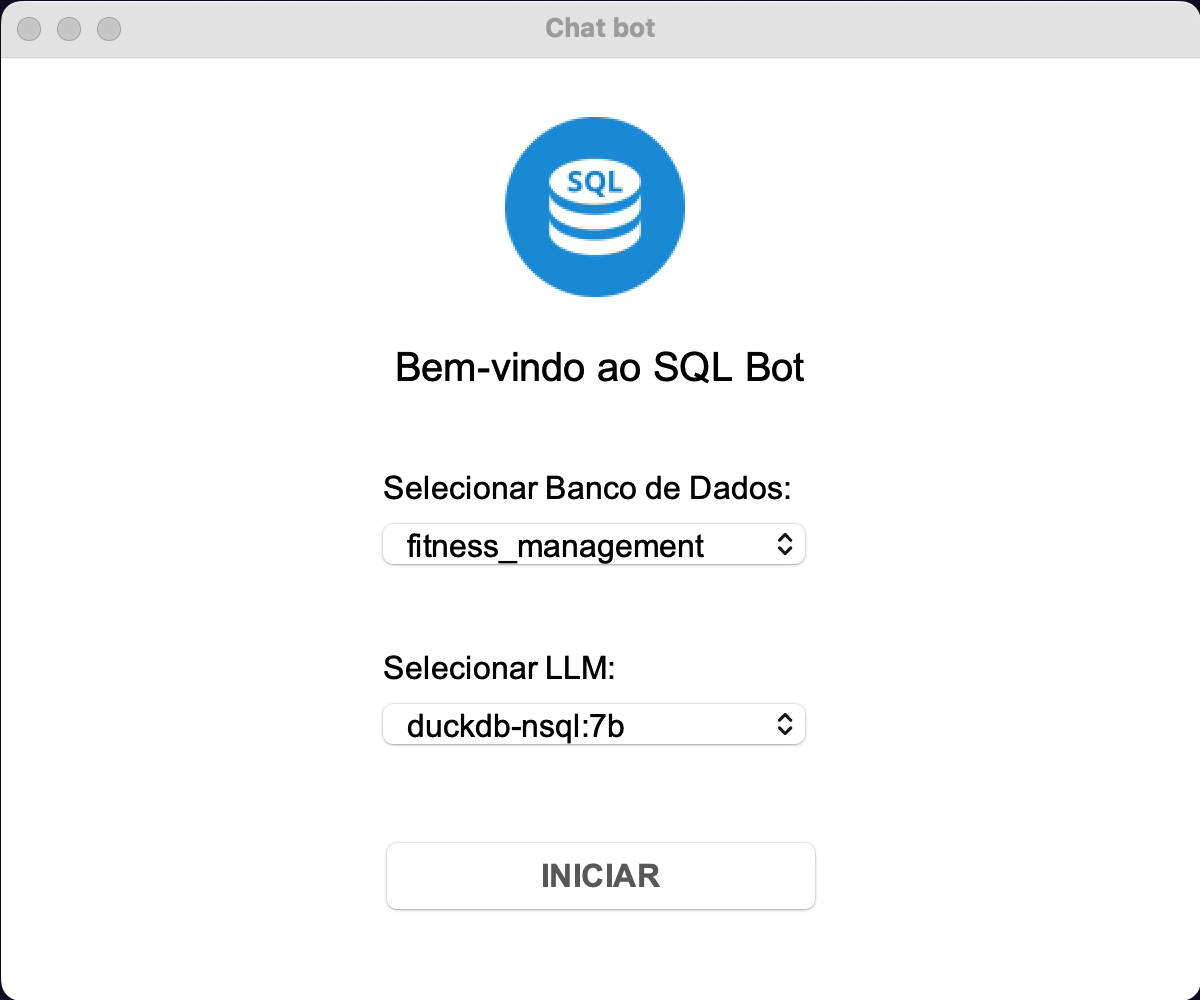 Chat bot
SQL
Bem-vindo ao SQL Bot
Selecionar Banco de Dados:
fitness_management
Selecionar LLM:
duckdb-nsql:7b
INICIAR